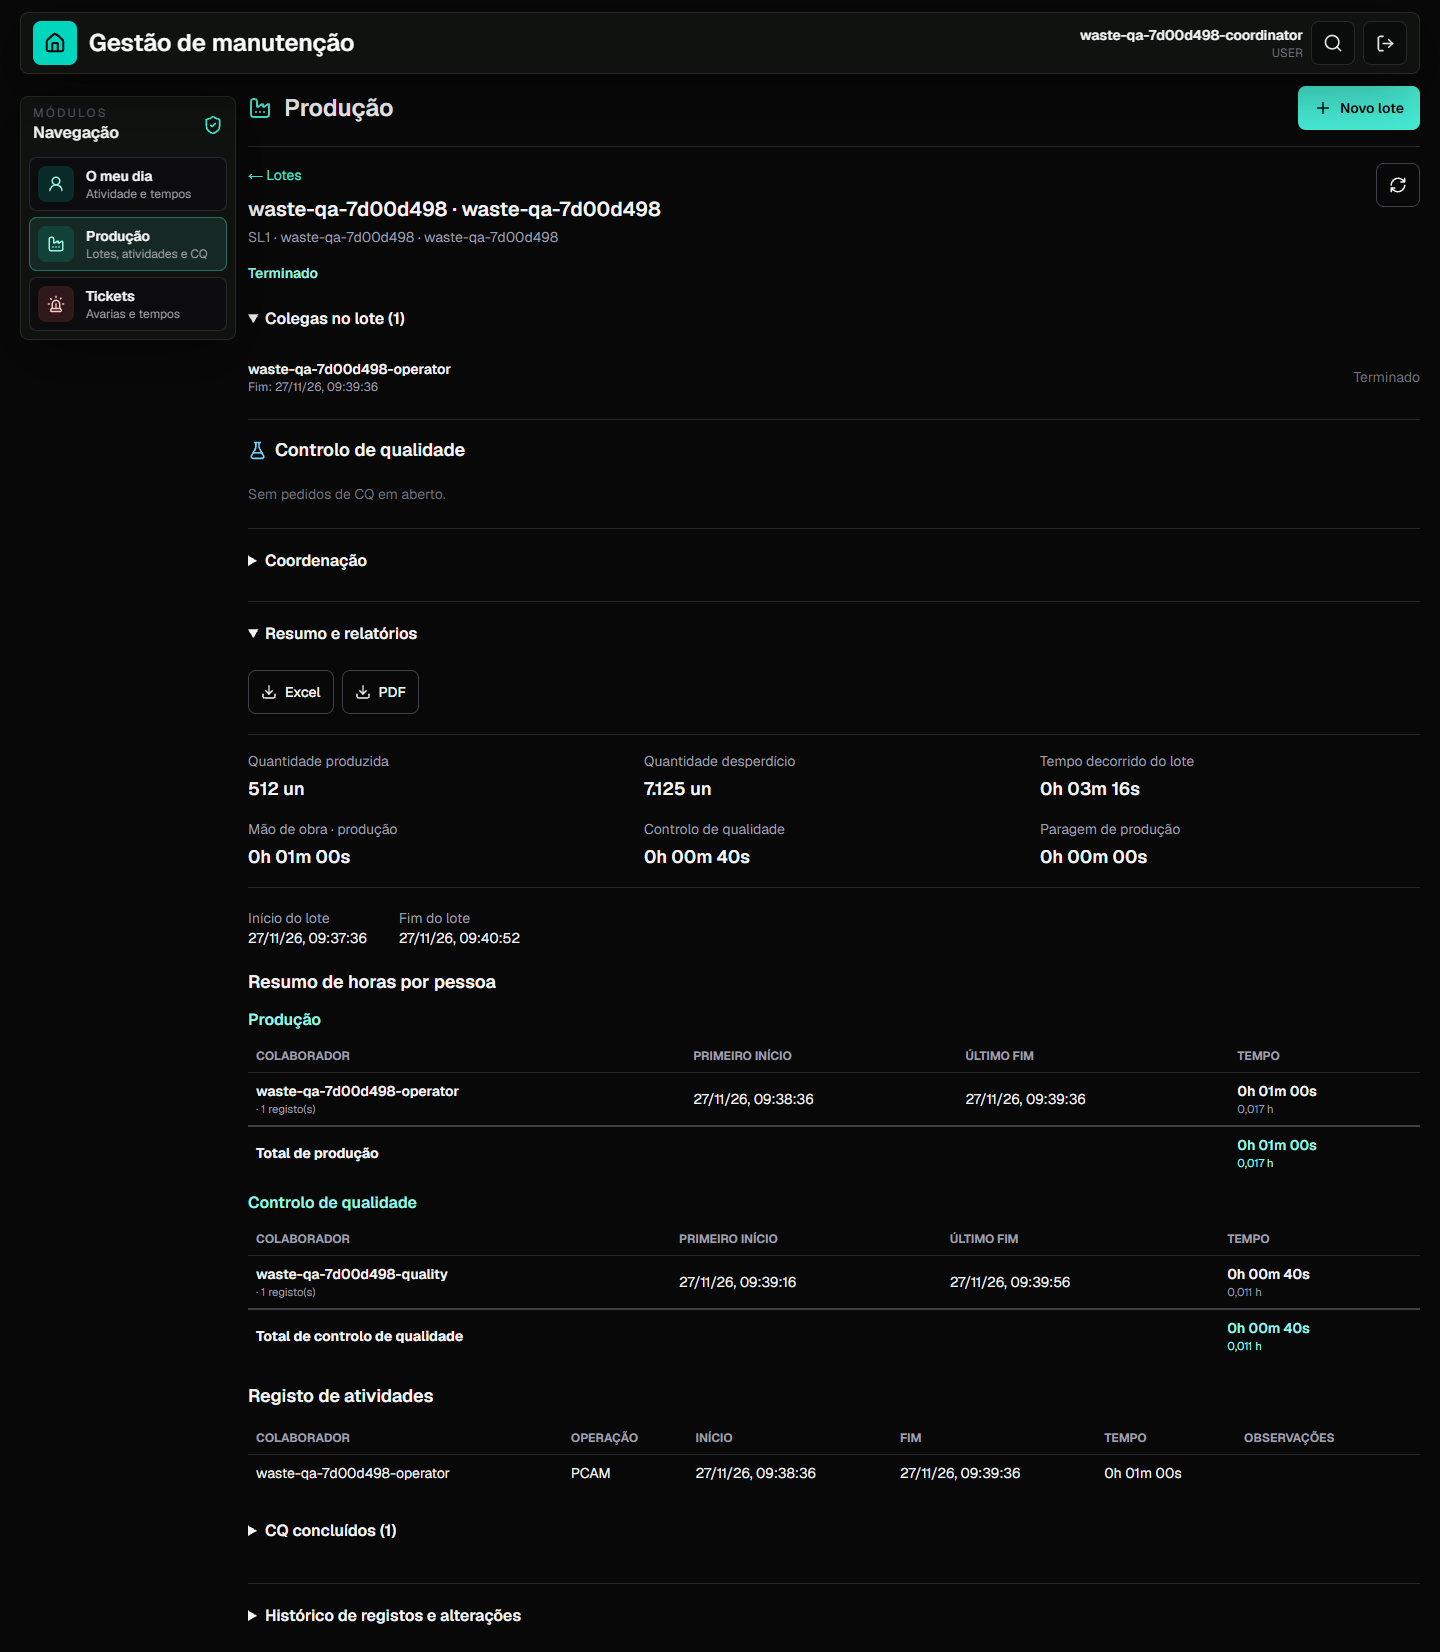 Gestão de manutenção
waste-qa-7d00d498-coordinator
USER
MÓDULOS
Navegação
O meu dia
Atividade e tempos
Produção
Lotes, atividades e CQ
Tickets
Avarias e tempos
Produção
+ Novo lote
← Lotes
waste-qa-7d00d498 · waste-qa-7d00d498
SL1 · waste-qa-7d00d498 · waste-qa-7d00d498
Terminado
▼ Colegas no lote (1)
waste-qa-7d00d498-operator
Fim: 27/11/26, 09:39:36
Terminado
Controlo de qualidade
Sem pedidos de CQ em aberto.
▶ Coordenação
▼ Resumo e relatórios
Excel PDF
Quantidade produzida Quantidade desperdício Tempo decorrido do lote
512 un 7.125 un 0h 03m 16s
Mão de obra · produção Controlo de qualidade Paragem de produção
0h 01m 00s 0h 00m 40s 0h 00m 00s
Início do lote Fim do lote
27/11/26, 09:37:36 27/11/26, 09:40:52
Resumo de horas por pessoa
Produção
COLABORADOR PRIMEIRO INÍCIO ÚLTIMO FIM TEMPO
waste-qa-7d00d498-operator 27/11/26, 09:38:36 27/11/26, 09:39:36 0h 01m 00s
· 1 registo(s) 0,017 h
Total de produção 0h 01m 00s
0,017 h
Controlo de qualidade
COLABORADOR PRIMEIRO INÍCIO ÚLTIMO FIM TEMPO
waste-qa-7d00d498-quality 27/11/26, 09:39:16 27/11/26, 09:39:56 0h 00m 40s
· 1 registo(s) 0,011 h
Total de controlo de qualidade 0h 00m 40s
0,011 h
Registo de atividades
COLABORADOR OPERAÇÃO INÍCIO FIM TEMPO OBSERVAÇÕES
waste-qa-7d00d498-operator PCAM 27/11/26, 09:38:36 27/11/26, 09:39:36 0h 01m 00s
▶ CQ concluídos (1)
▶ Histórico de registos e alterações